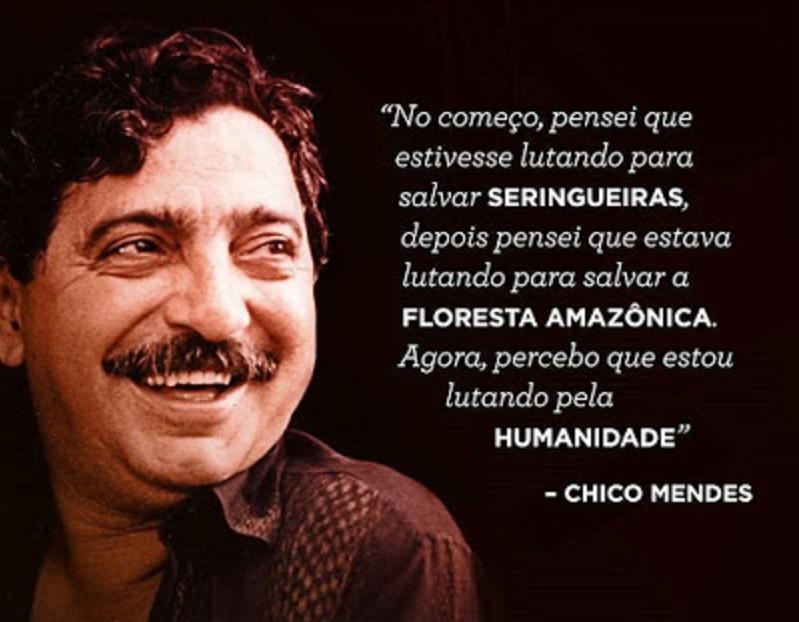 “No começo, pensei que
estivesse lutando para
salvar SERINGUEIRAS,
depois pensei que estava
lutando para salvar a
FLORESTA AMAZÔNICA.
Agora, percebo que estou
lutando pela
HUMANIDADE”
– CHICO MENDES